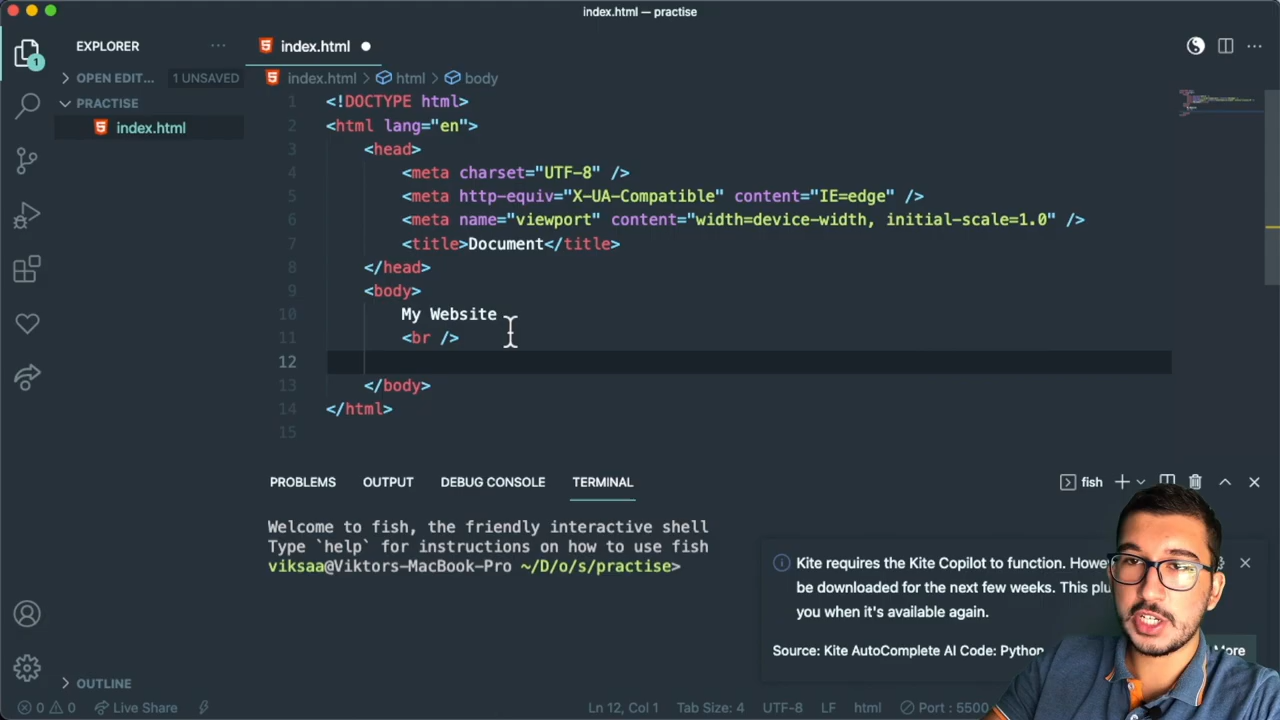 index.html — practise
EXPLORER
index.html
OPEN EDIT... 1 UNSAVED
index.html > html > body
PRACTISE
index.html
1
1 <!DOCTYPE html>
2 <html lang="en">
3 <head>
4 <meta charset="UTF-8" />
5 <meta http-equiv="X-UA-Compatible" content="IE=edge" />
6 <meta name="viewport" content="width=device-width, initial-scale=1.0" />
7 <title>Document</title>
8 </head>
9 <body>
10 My Website
11 <br />
12
13 </body>
14 </html>
15
PROBLEMS OUTPUT DEBUG CONSOLE TERMINAL
fish
Welcome to fish, the friendly interactive shell
Type `help` for instructions on how to use fish
viksaa@Viktors-MacBook-Pro ~/D/o/s/practise>
Kite requires the Kite Copilot to function.
be downloaded for the next few weeks. This
you when it's available again.
Source: Kite AutoComplete AI Code: Python, More
OUTLINE
0 0 Live Share Ln 12, Col 1 Tab Size: 4 UTF-8 LF html Port : 5500